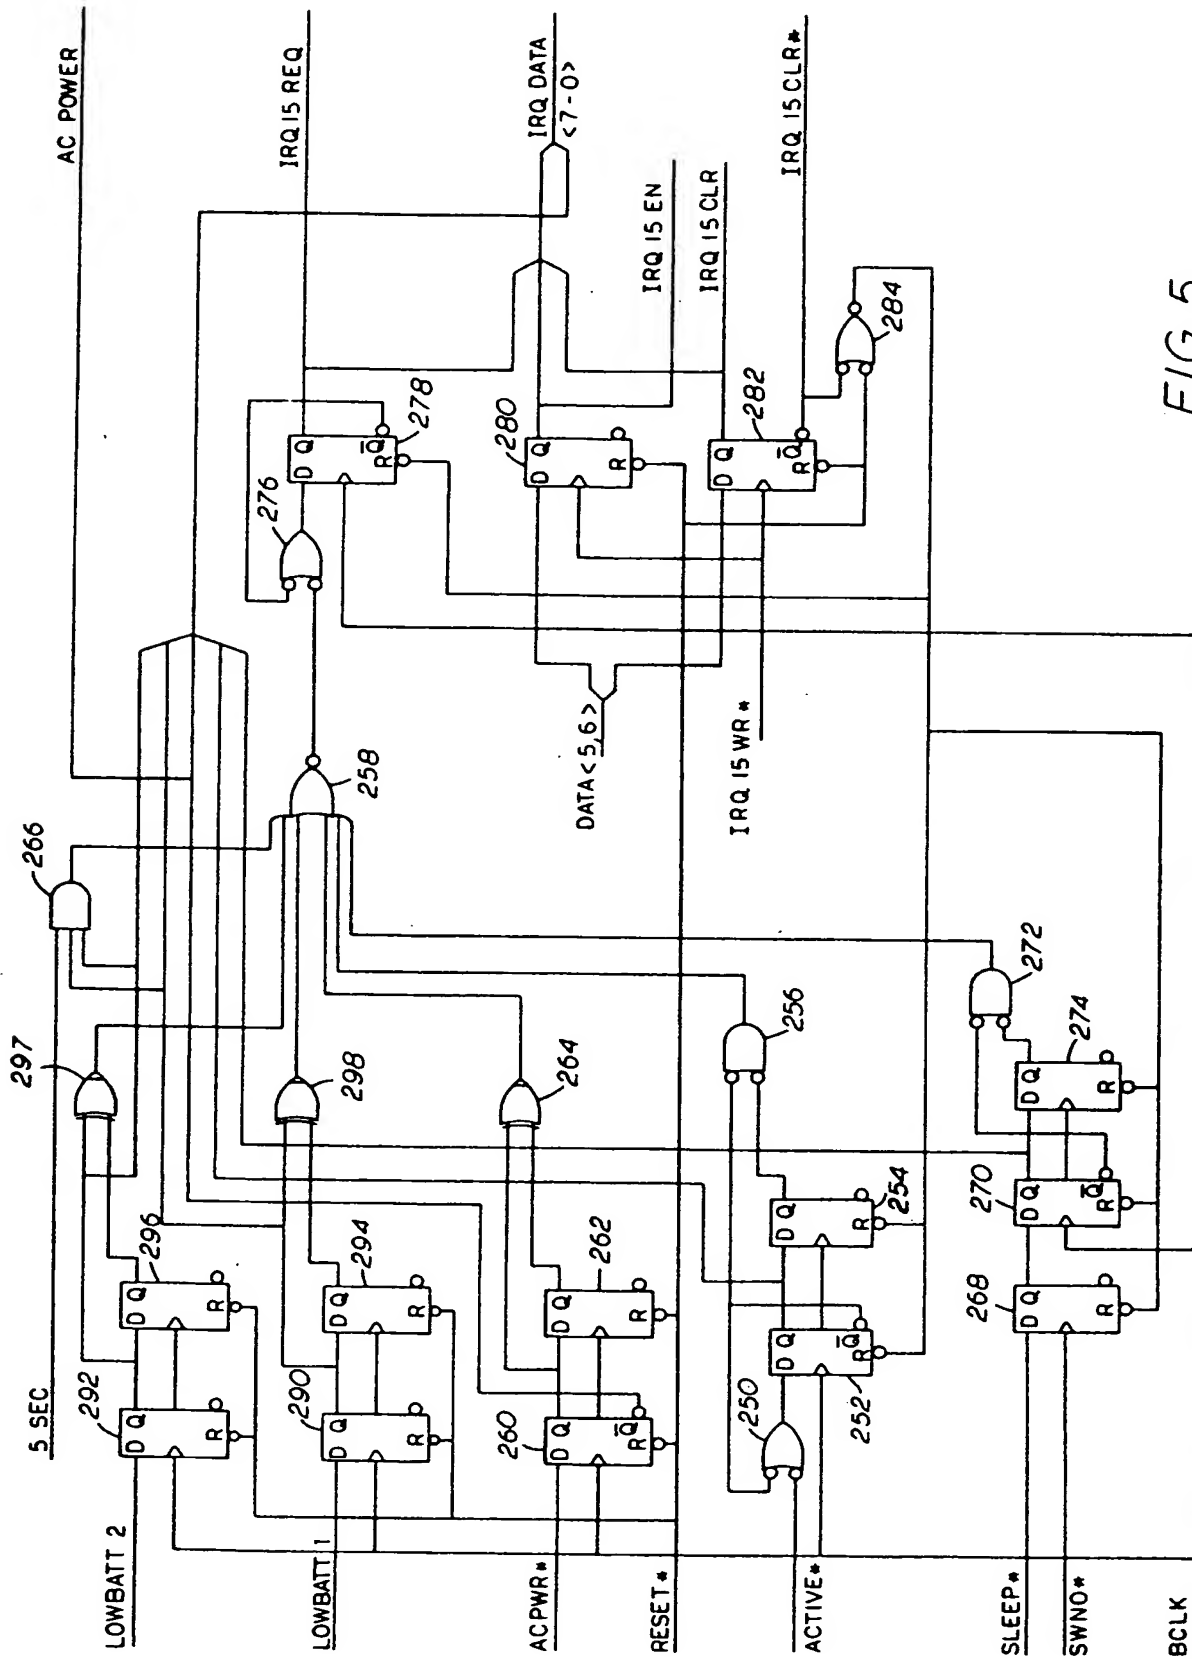 AC POWER
IRQ 15 REQ
IRQ DATA
<7-0>
IRQ 15 EN
IRQ 15 CLR
IRQ 15 CLR*
FIG. 5
5 SEC
LOWBATT 2
LOWBATT 1
ACPWR*
RESET*
ACTIVE*
SLEEP*
SWNO*
BCLK
DATA<5,6>
IRQ 15 WR*
266
297
292
D Q
R
296
D Q
R
298
290
D Q
R
294
D Q
R
264
260
D Q
Q
R
262
D Q
R
258
276
278
D Q
Q
R
280
D Q
R
282
D Q
Q
R
284
250
252
D Q
Q
R
254
D Q
R
256
268
D Q
R
270
D Q
Q
R
274
D Q
R
272